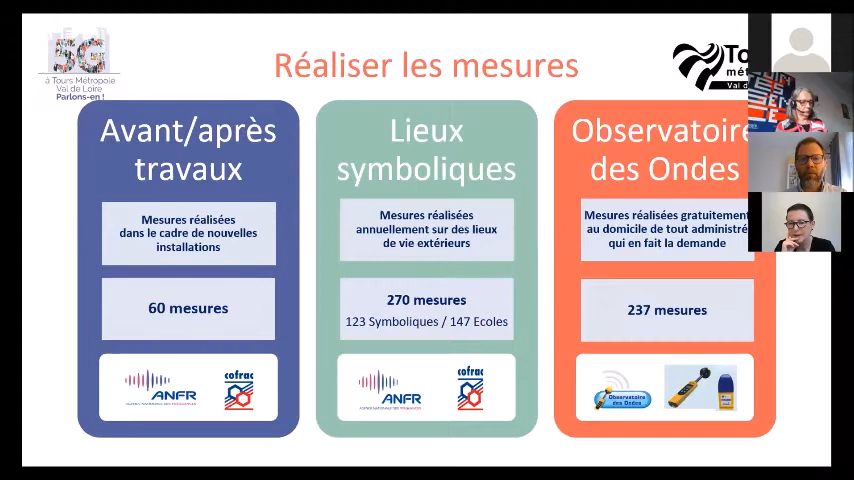 5G
à Tours Métropole
Val de Loire
Parlons-en !
Réaliser les mesures
Avant/après
travaux
Mesures réalisées
dans le cadre de nouvelles
installations
60 mesures
ANFR
cofrac
Lieux
symboliques
Mesures réalisées
annuellement sur des lieux
de vie extérieurs
270 mesures
123 Symboliques / 147 Ecoles
ANFR
cofrac
Observatoire
des Ondes
Mesures réalisées gratuitement
au domicile de tout administré
qui en fait la demande
237 mesures
Observatoire
des Ondes